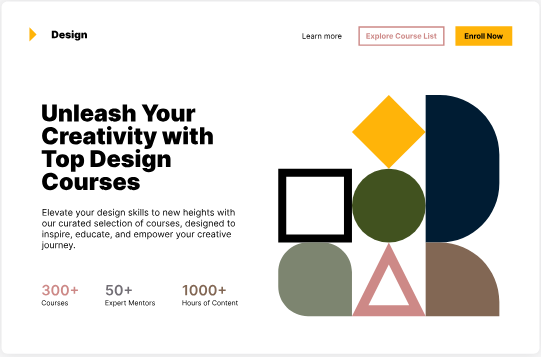 Design
Learn more
Explore Course List
Enroll Now
Unleash Your
Creativity with
Top Design
Courses
Elevate your design skills to new heights with
our curated selection of courses, designed to
inspire, educate, and empower your creative
journey.
300+
Courses
50+
Expert Mentors
1000+
Hours of Content